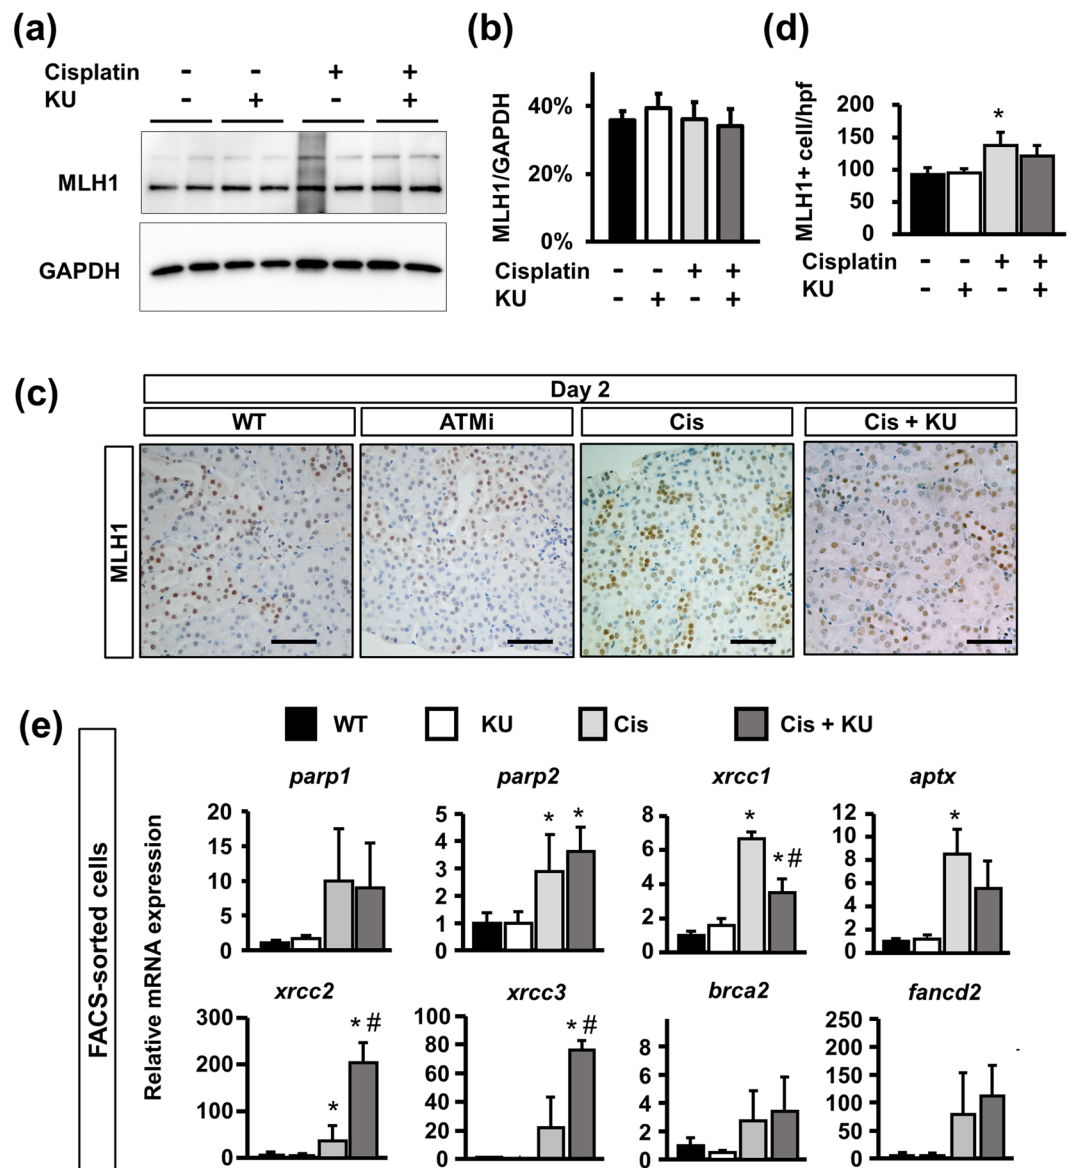 (a)
Cisplatin - - + +
KU - + - +
MLH1
GAPDH
(b)
MLH1/GAPDH
40%
20%
0%
Cisplatin - - + +
KU - + - +
(d)
MLH1+ cell/hpf
200
150
100
50
0
*
Cisplatin - - + +
KU - + - +
(c)
Day 2
WT ATMi Cis Cis + KU
MLH1
(e)
WT KU Cis Cis + KU
FACS-sorted cells
Relative mRNA expression
parp1
20
15
10
5
0
parp2
5
4
3
2
1
0
* *
xrcc1
8
6
4
2
0
*
*#
aptx
12
10
8
6
4
2
0
*
xrcc2
300
200
100
0
*
*#
xrcc3
100
80
60
40
20
0
*#
brca2
8
6
4
2
0
fancd2
250
200
150
100
50
0
-